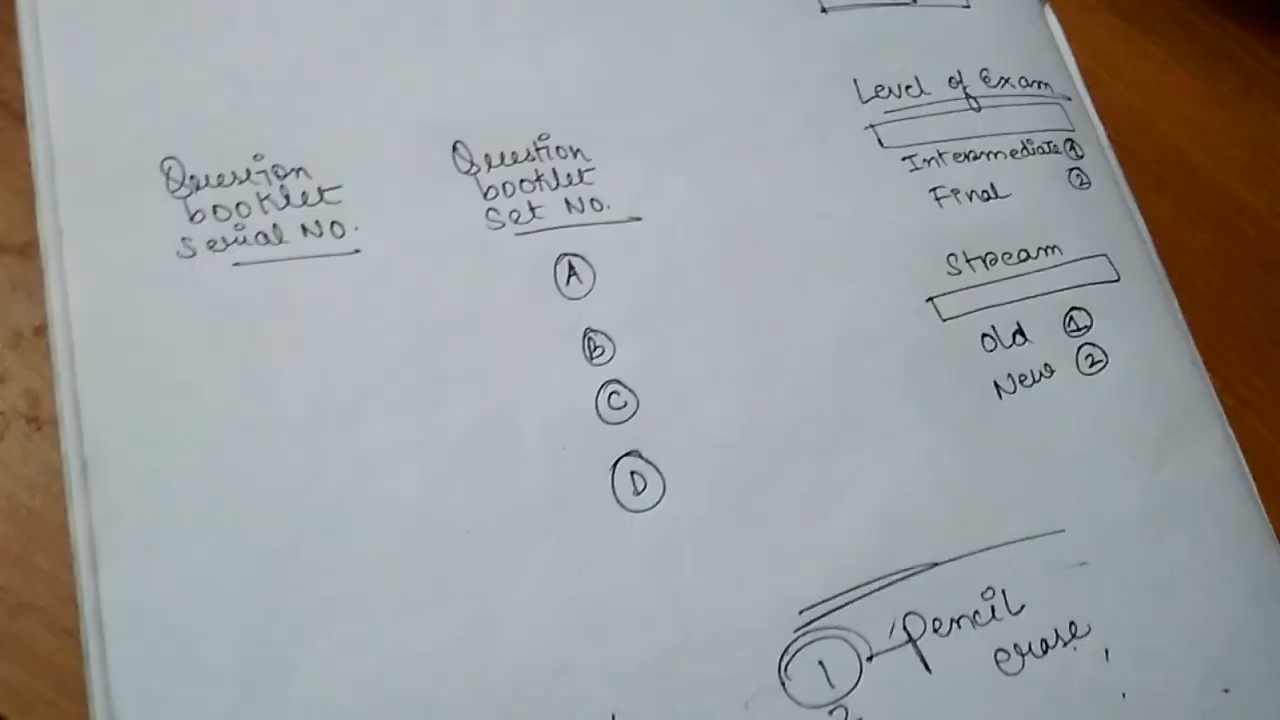 Question
booklet
Serial NO.
Question
booklet
Set NO.
A
B
C
D
Level of Exam
Intermediate 1
Final 2
Stream
Old 1
New 2
1 Pencil
erase
2